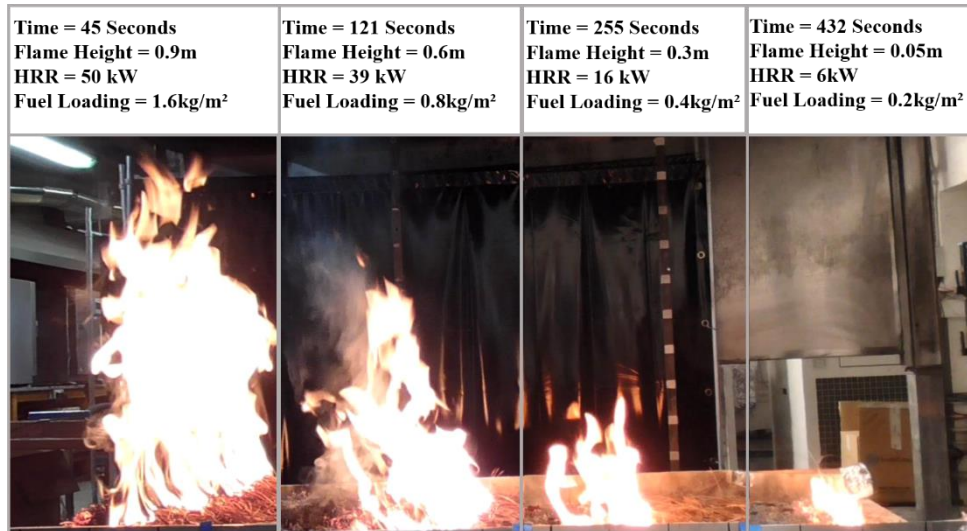 Time = 45 Seconds
Flame Height = 0.9m
HRR = 50 kW
Fuel Loading = 1.6kg/m²
Time = 121 Seconds
Flame Height = 0.6m
HRR = 39 kW
Fuel Loading = 0.8kg/m²
Time = 255 Seconds
Flame Height = 0.3m
HRR = 16 kW
Fuel Loading = 0.4kg/m²
Time = 432 Seconds
Flame Height = 0.05m
HRR = 6kW
Fuel Loading = 0.2kg/m²